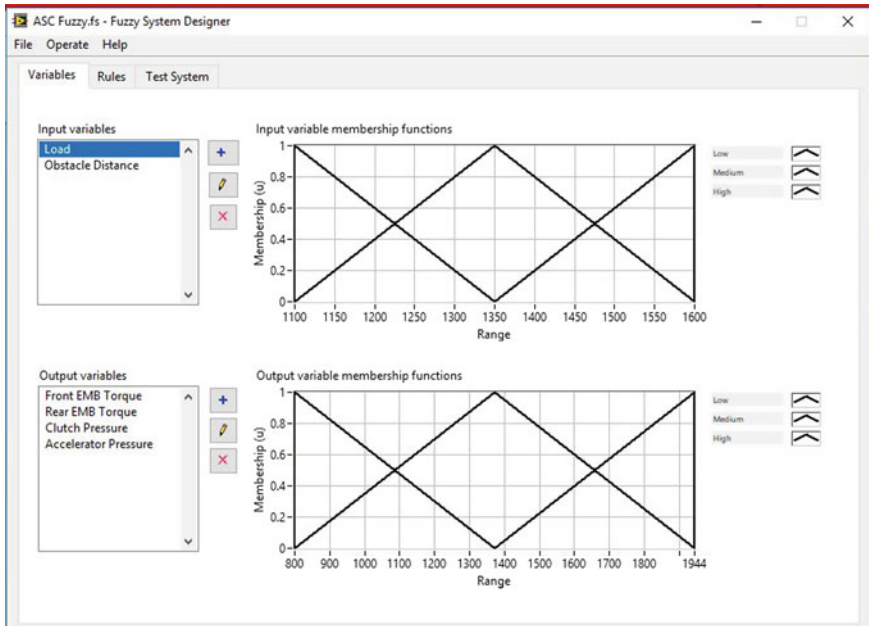 ASC Fuzzy.fs - Fuzzy System Designer
File Operate Help
Variables Rules Test System
Input variables
Load
Obstacle Distance
Input variable membership functions
Membership (u)
1
0.8
0.6
0.4
0.2
0
1100 1150 1200 1250 1300 1350 1400 1450 1500 1550 1600
Range
Low
Medium
High
Output variables
Front EMB Torque
Rear EMB Torque
Clutch Pressure
Accelerator Pressure
Output variable membership functions
Membership (u)
1
0.8
0.6
0.4
0.2
0
800 900 1000 1100 1200 1300 1400 1500 1600 1700 1800 1944
Range
Low
Medium
High